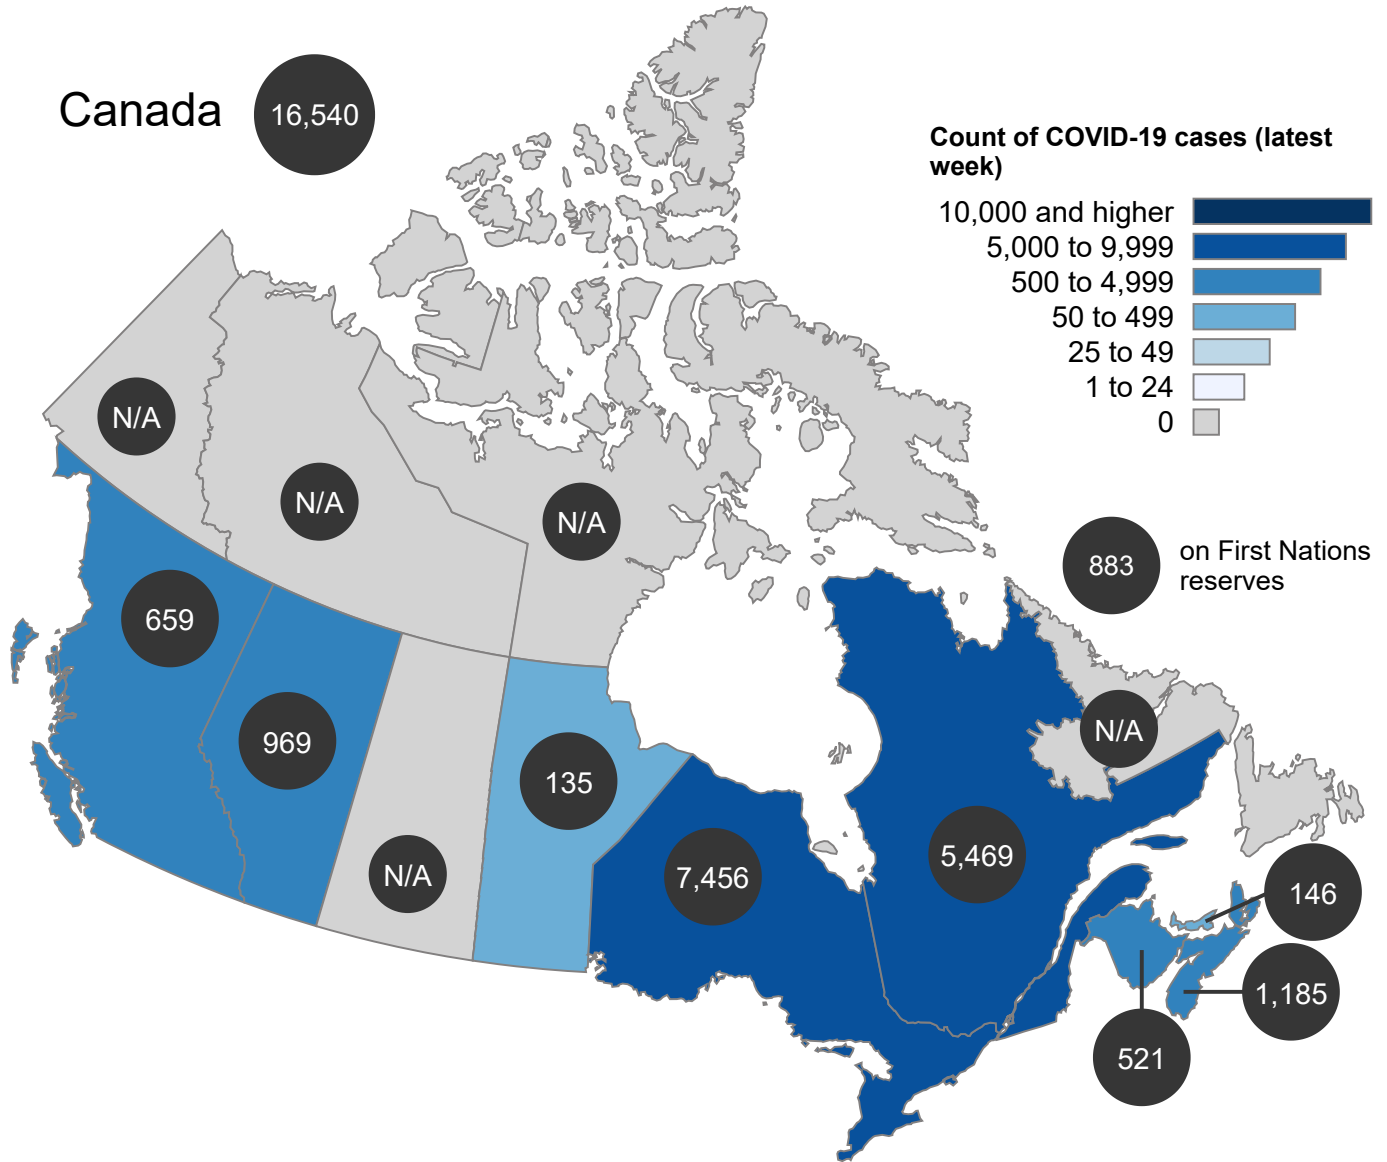 Canada
16,540
Count of COVID-19 cases (latest
week)
10,000 and higher
5,000 to 9,999
500 to 4,999
50 to 499
25 to 49
1 to 24
0
N/A
N/A
N/A
883
on First Nations
reserves
659
969
N/A
135
N/A
7,456
5,469
146
1,185
521